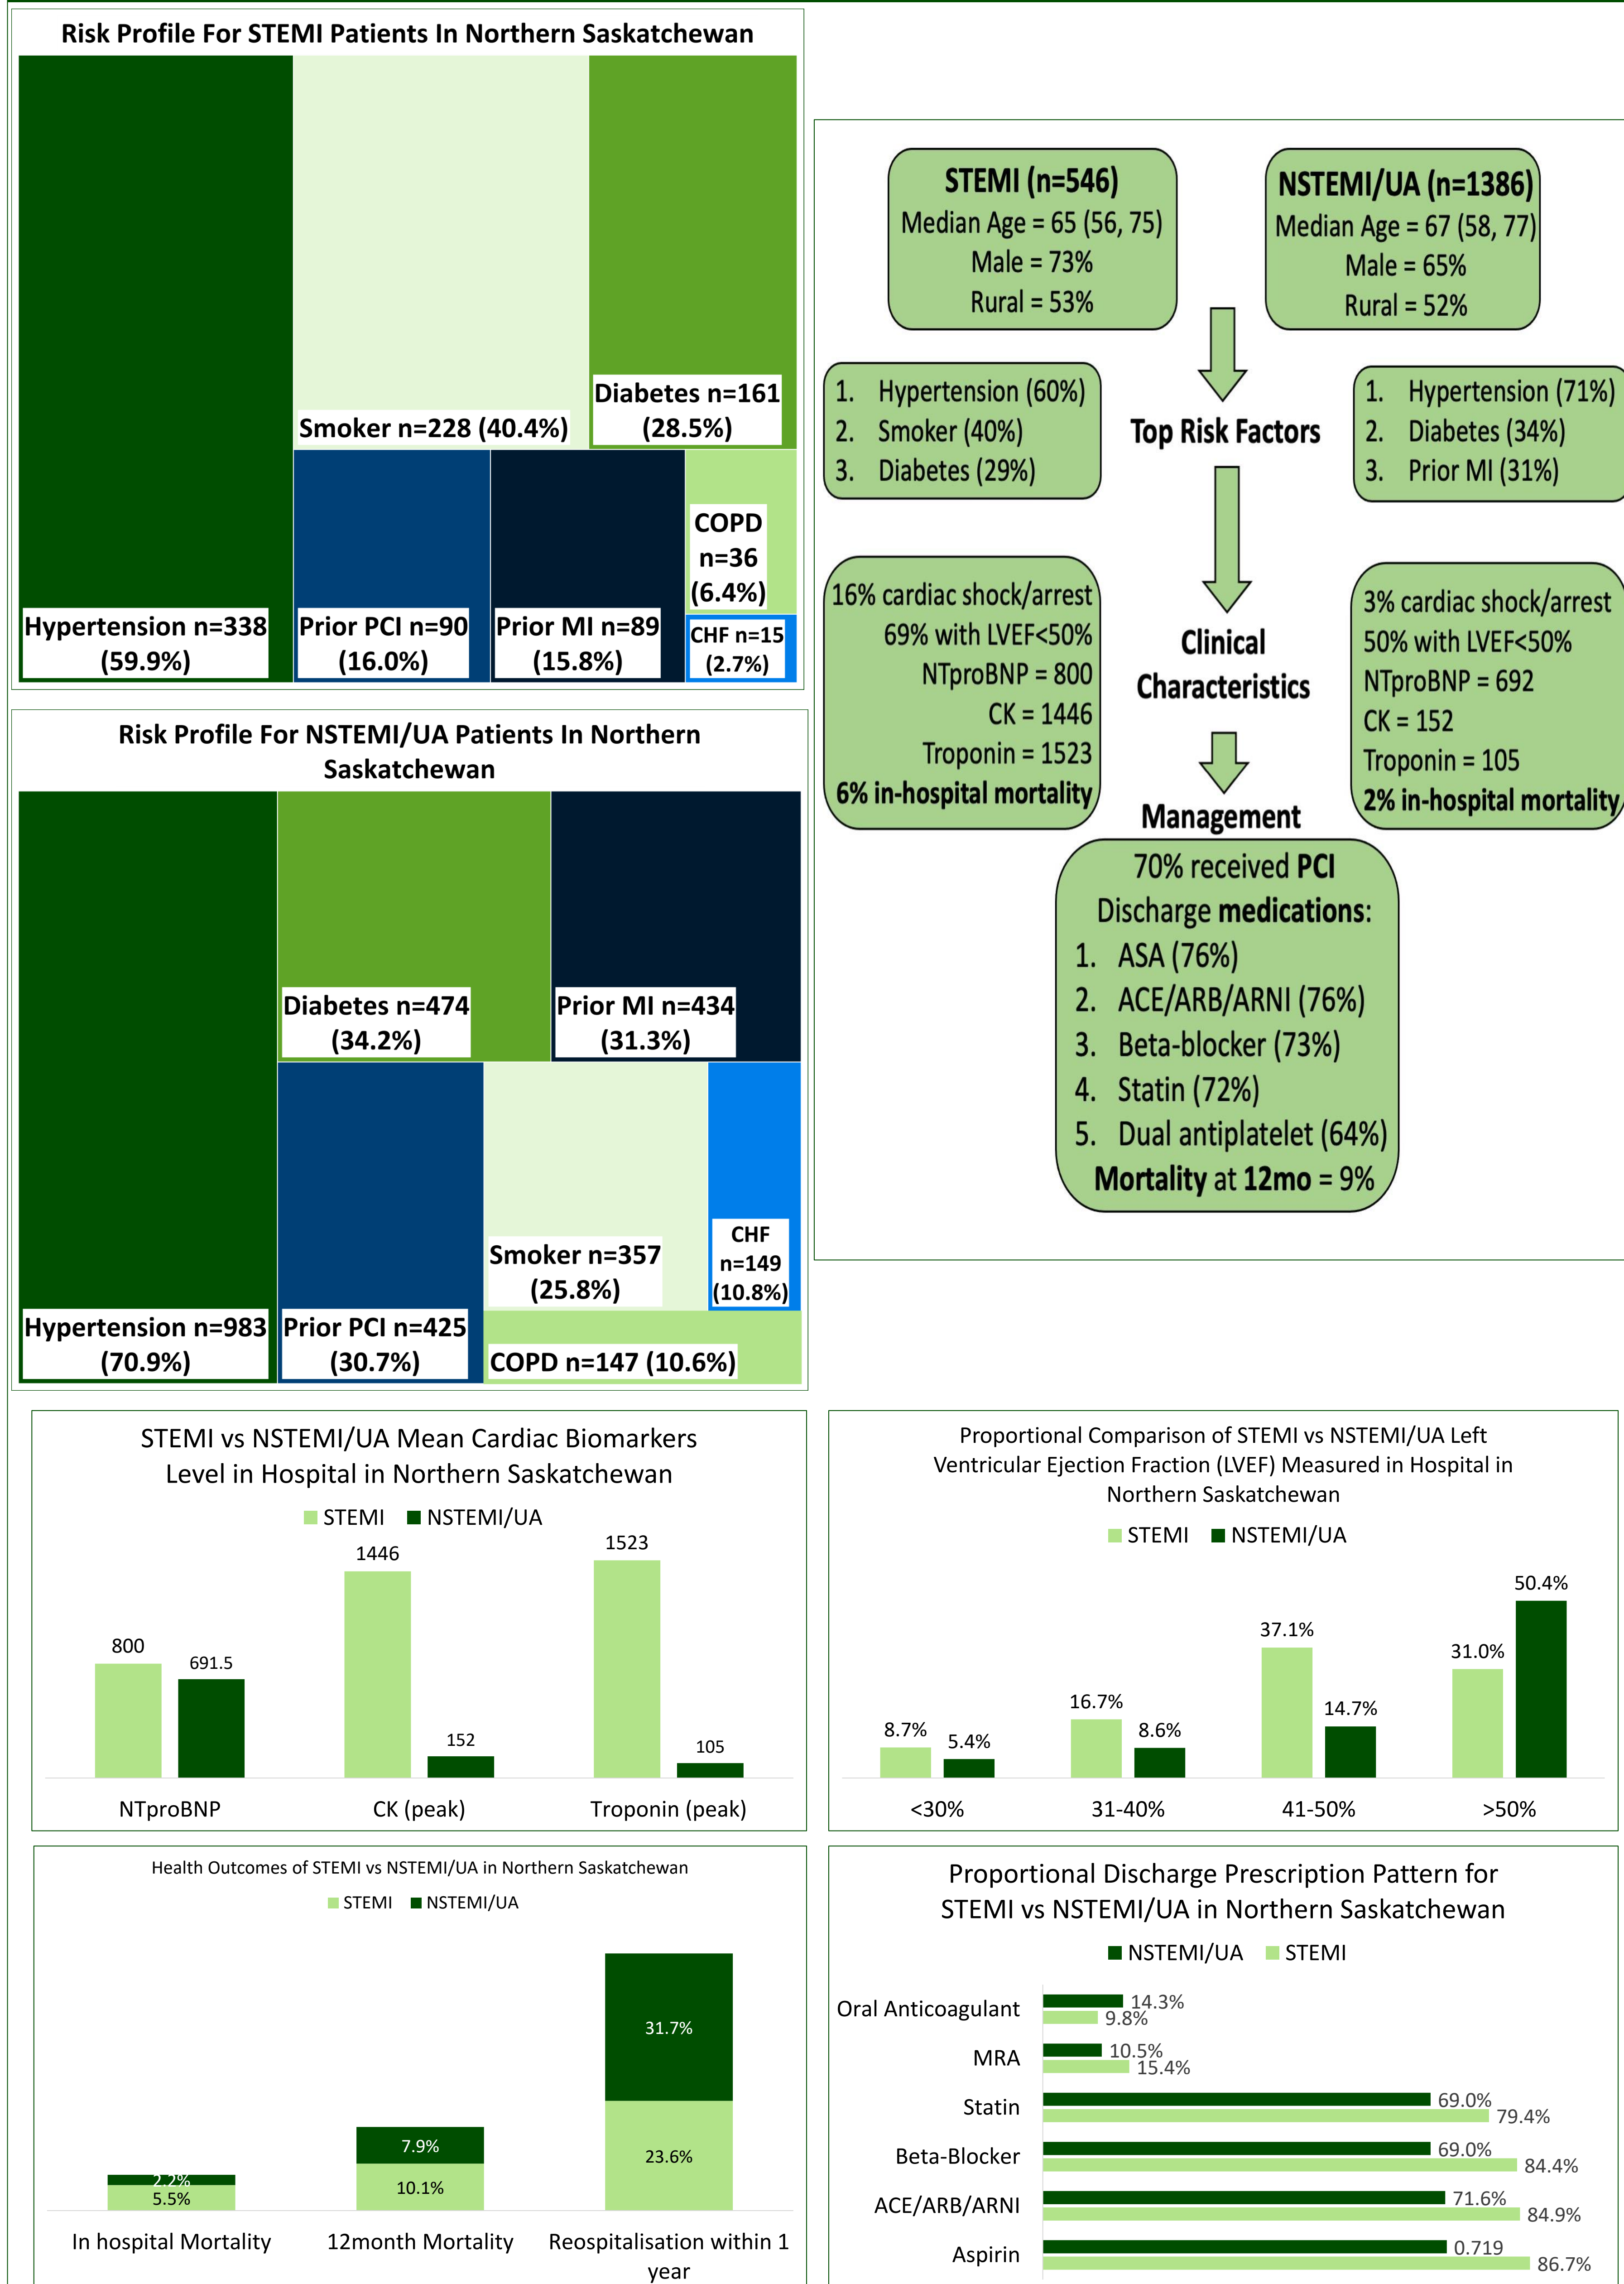 Risk Profile For STEMI Patients In Northern Saskatchewan
Smoker n=228 (40.4%)
Diabetes n=161
(28.5%)
Hypertension n=338
(59.9%)
Prior PCI n=90
(16.0%)
Prior MI n=89
(15.8%)
COPD
n=36
(6.4%)
CHF n=15
(2.7%)
Risk Profile For NSTEMI/UA Patients In Northern
Saskatchewan
Diabetes n=474
(34.2%)
Prior MI n=434
(31.3%)
Hypertension n=983
(70.9%)
Prior PCI n=425
(30.7%)
Smoker n=357
(25.8%)
CHF
n=149
(10.8%)
COPD n=147 (10.6%)
STEMI (n=546)
Median Age = 65 (56, 75)
Male = 73%
Rural = 53%
NSTEMI/UA (n=1386)
Median Age = 67 (58, 77)
Male = 65%
Rural = 52%
1. Hypertension (60%)
2. Smoker (40%)
3. Diabetes (29%)
Top Risk Factors
1. Hypertension (71%)
2. Diabetes (34%)
3. Prior MI (31%)
16% cardiac shock/arrest
69% with LVEF<50%
NTproBNP = 800
CK = 1446
Troponin = 1523
6% in-hospital mortality
Clinical
Characteristics
3% cardiac shock/arrest
50% with LVEF<50%
NTproBNP = 692
CK = 152
Troponin = 105
2% in-hospital mortality
Management
70% received PCI
Discharge medications:
1. ASA (76%)
2. ACE/ARB/ARNI (76%)
3. Beta-blocker (73%)
4. Statin (72%)
5. Dual antiplatelet (64%)
Mortality at 12mo = 9%
STEMI vs NSTEMI/UA Mean Cardiac Biomarkers
Level in Hospital in Northern Saskatchewan
STEMI NSTEMI/UA
800
691.5
1446
152
1523
105
NTproBNP
CK (peak)
Troponin (peak)
Proportional Comparison of STEMI vs NSTEMI/UA Left
Ventricular Ejection Fraction (LVEF) Measured in Hospital in
Northern Saskatchewan
STEMI NSTEMI/UA
8.7%
5.4%
16.7%
8.6%
37.1%
14.7%
31.0%
50.4%
<30%
31-40%
41-50%
>50%
Health Outcomes of STEMI vs NSTEMI/UA in Northern Saskatchewan
STEMI NSTEMI/UA
2.2%
5.5%
7.9%
10.1%
31.7%
23.6%
In hospital Mortality
12month Mortality
Reospitalisation within 1
year
Proportional Discharge Prescription Pattern for
STEMI vs NSTEMI/UA in Northern Saskatchewan
NSTEMI/UA STEMI
Oral Anticoagulant
14.3%
9.8%
MRA
10.5%
15.4%
Statin
69.0%
79.4%
Beta-Blocker
69.0%
84.4%
ACE/ARB/ARNI
71.6%
84.9%
Aspirin
0.719
86.7%